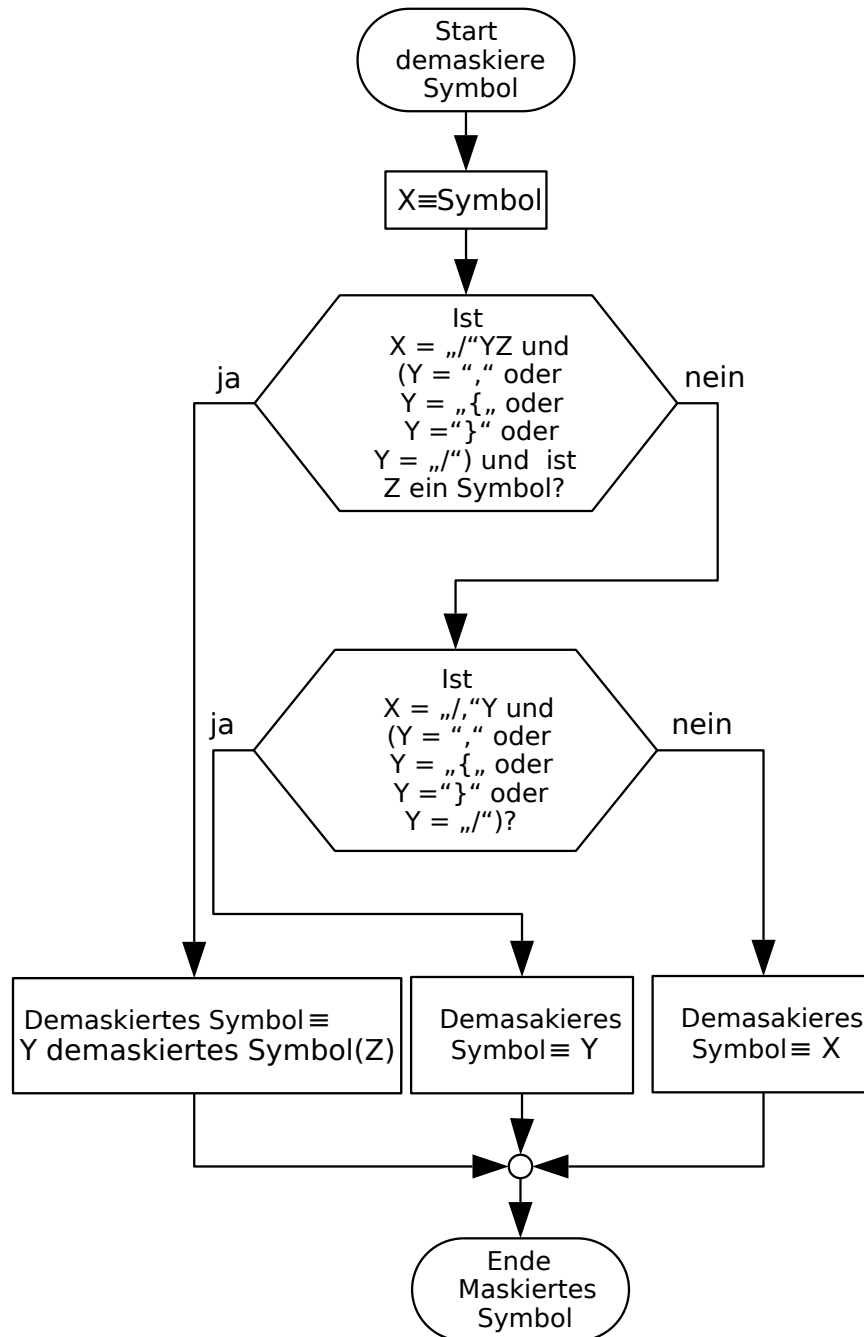 Start
demaskiere
Symbol
X≡Symbol
Ist
X = „/“YZ und
(Y = “,“ oder
Y = „{„ oder
Y =“}“ oder
Y = „/“) und ist
Z ein Symbol?
ja
nein
Ist
X = „/,“Y und
(Y = “,“ oder
Y = „{„ oder
Y =“}“ oder
Y = „/“)?
ja
nein
Demaskiertes Symbol≡
Y demaskiertes Symbol(Z)
Demasakieres
Symbol≡ Y
Demasakieres
Symbol≡ X
Ende
Maskiertes
Symbol